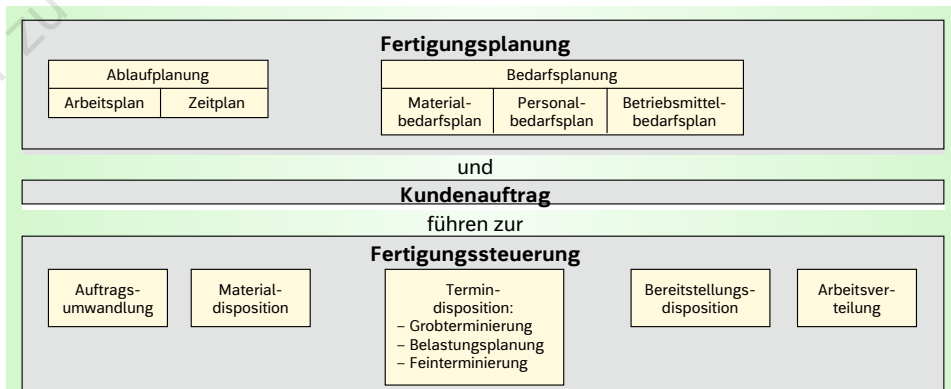 zu
Fertigungsplanung
Ablaufplanung
Arbeitsplan
Zeitplan
Bedarfsplanung
Material-
bedarfsplan
Personal-
bedarfsplan
Betriebsmittel-
bedarfsplan
und
Kundenauftrag
führen zur
Fertigungssteuerung
Auftrags-
umwandlung
Material-
disposition
Termin-
disposition:
– Grobterminierung
– Belastungsplanung
– Feinterminierung
Bereitstellungs-
disposition
Arbeitsver-
teilung